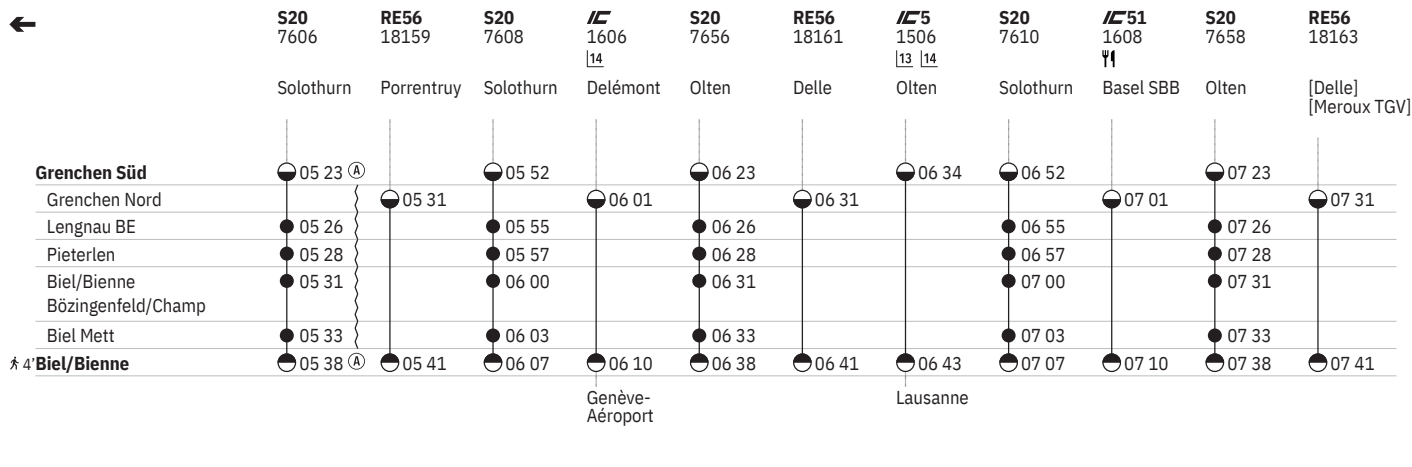 S20 RE56 S20 IC S20 RE56 IC5 S20 IC51 S20 RE56
7606 18159 7608 1606 7656 18161 1506 7610 1608 7658 18163
14 13 14
Solothurn Porrentruy Solothurn Delémont Olten Delle Olten Solothurn Basel SBB Olten [Delle]
[Meroux TGV]
Grenchen Süd 05 23 A 05 52 06 23 06 34 06 52 07 23
Grenchen Nord 05 31 06 01 06 31 07 01 07 31
Lengnau BE 05 26 05 55 06 26 06 55 07 26
Pieterlen 05 28 05 57 06 28 06 57 07 28
Biel/Bienne 05 31 06 00 06 31 07 00 07 31
Bözingenfeld/Champ
Biel Mett 05 33 06 03 06 33 07 03 07 33
4' Biel/Bienne 05 38 A 05 41 06 07 06 10 06 38 06 41 06 43 07 07 07 10 07 38 07 41
Genève- Lausanne
Aéroport